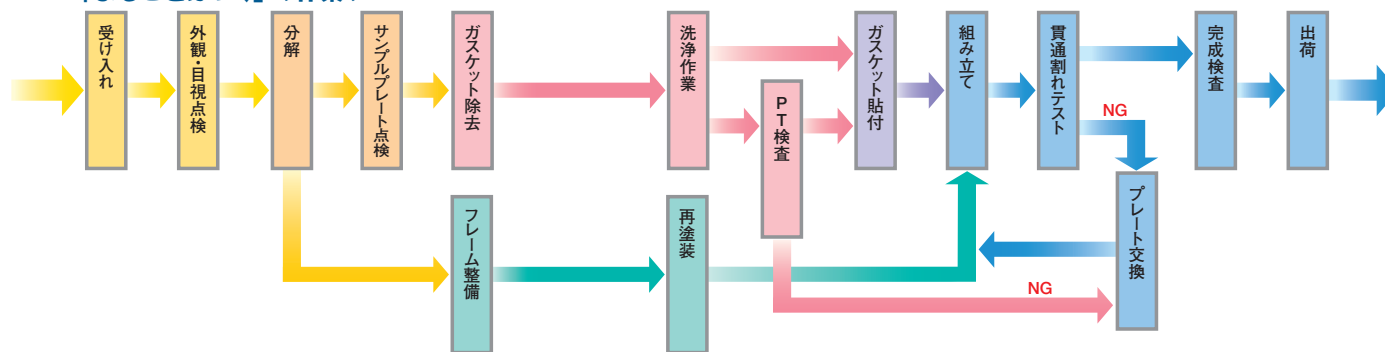 受け入れ
外観・目視点検
分解
サンプルプレート点検
ガスケット除去
洗浄作業
PT検査
ガスケット貼付
組み立て
貫通割れテスト
NG
完成検査
出荷
フレーム整備
再塗装
プレート交換
NG